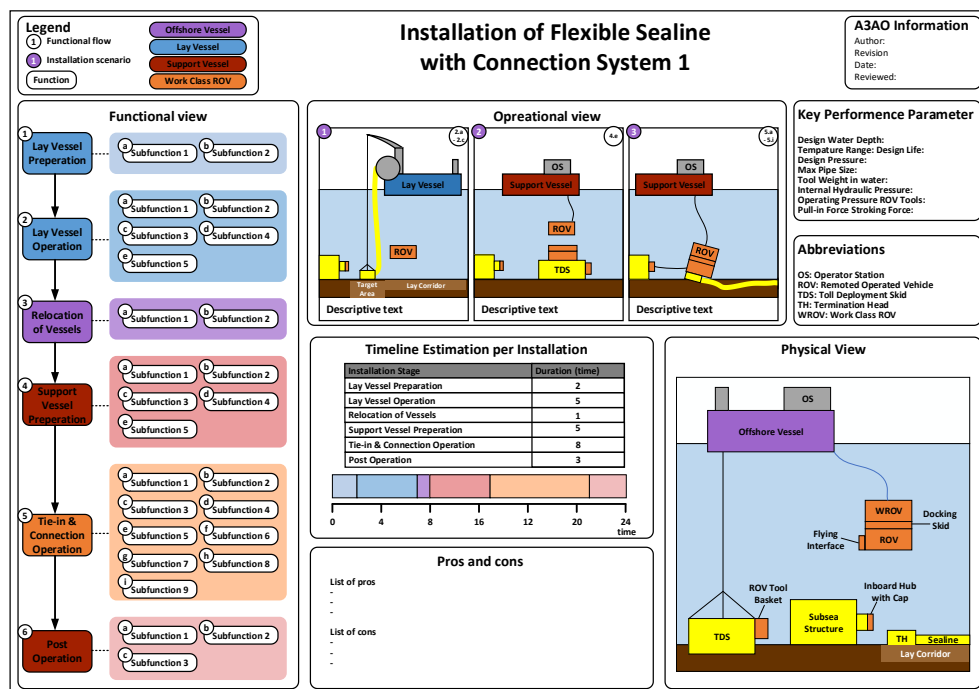 Legend
1 Functional flow
1 Installation scenario
Function
Offshore Vessel
Lay Vessel
Support Vessel
Work Class ROV
Installation of Flexible Sealine
with Connection System 1
A3AO Information
Author:
Revision
Date:
Reviewed:
Functional view
1
Lay Vessel
Preperation
a Subfunction 1
b Subfunction 2
2
Lay Vessel
Operation
a Subfunction 1
b Subfunction 2
c Subfunction 3
d Subfunction 4
e Subfunction 5
3
Relocation
of Vessels
a Subfunction 1
b Subfunction 2
4
Support
Vessel
Preperation
a Subfunction 1
b Subfunction 2
c Subfunction 3
d Subfunction 4
e Subfunction 5
5
Tie-in &
Connection
Operation
a Subfunction 1
b Subfunction 2
c Subfunction 3
d Subfunction 4
e Subfunction 5
f Subfunction 6
g Subfunction 7
h Subfunction 8
i Subfunction 9
6
Post
Operation
a Subfunction 1
b Subfunction 2
c Subfunction 3
Opreational view
1
2.a
- 2.c
Lay Vessel
ROV
Target
Area
Lay Corridor
Descriptive text
2
4.e
OS
Support Vessel
ROV
TDS
Descriptive text
3
5.a
- 5.i
OS
Support Vessel
ROV
Descriptive text
Key Performence Parameter
Design Water Depth:
Tempature Range: Design Life:
Design Pressure:
Max Pipe Size:
Tool Weight in water:
Internal Hydraulic Pressure:
Operating Pressure ROV Tools:
Pull-in Force Stroking Force:
Abbreviations
OS: Operator Station
ROV: Remoted Operated Vehicle
TDS: Toll Deployment Skid
TH: Termination Head
WROV: Work Class ROV
Timeline Estimation per Installation
Installation Stage Duration (time)
Lay Vessel Preparation 2
Lay Vessel Operation 5
Relocation of Vessels 1
Support Vessel Preperation 5
Tie-in & Connection Operation 8
Post Operation 3
0 4 8 12 16 20 24
time
Pros and cons
List of pros
-
-
-
List of cons
-
-
-
Physical View
OS
Offshore Vessel
WROV
ROV
Docking
Skid
Flying
Interface
ROV Tool
Basket
Inboard Hub
with Cap
TDS
Subsea
Structure
TH
Sealine
Lay Corridor